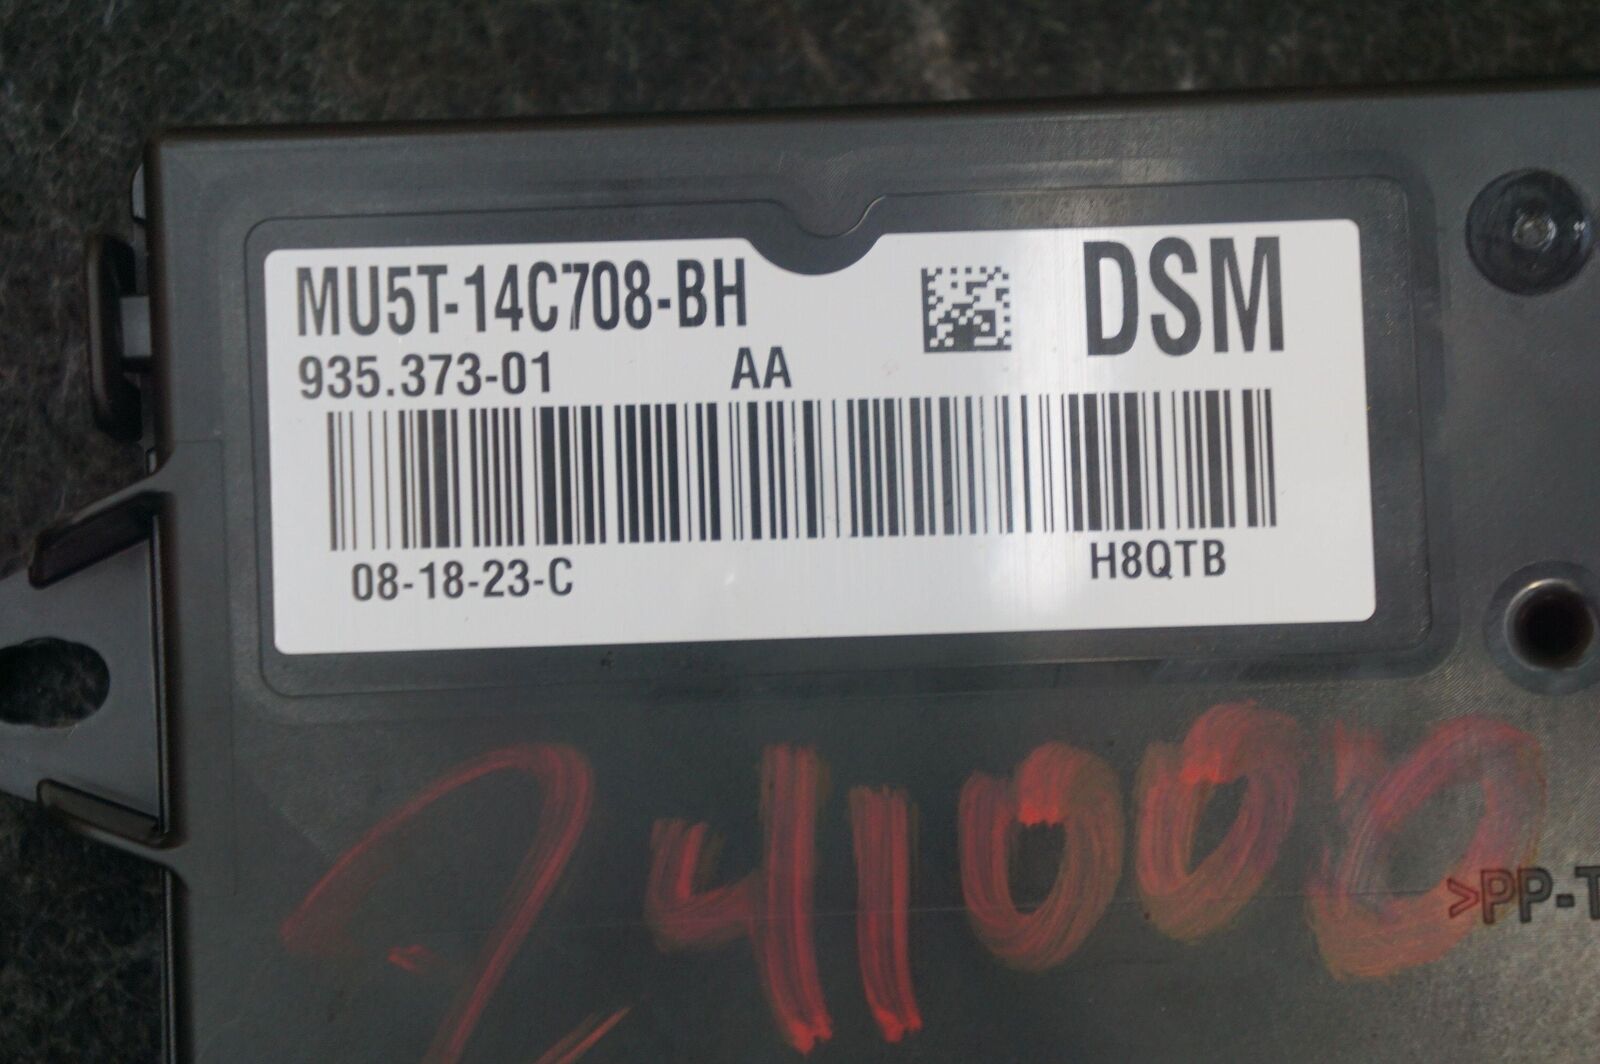 MU5T-14C708-BH
DSM
935.373-01 AA
08-18-23-C H8QTB
241000
>PP-T